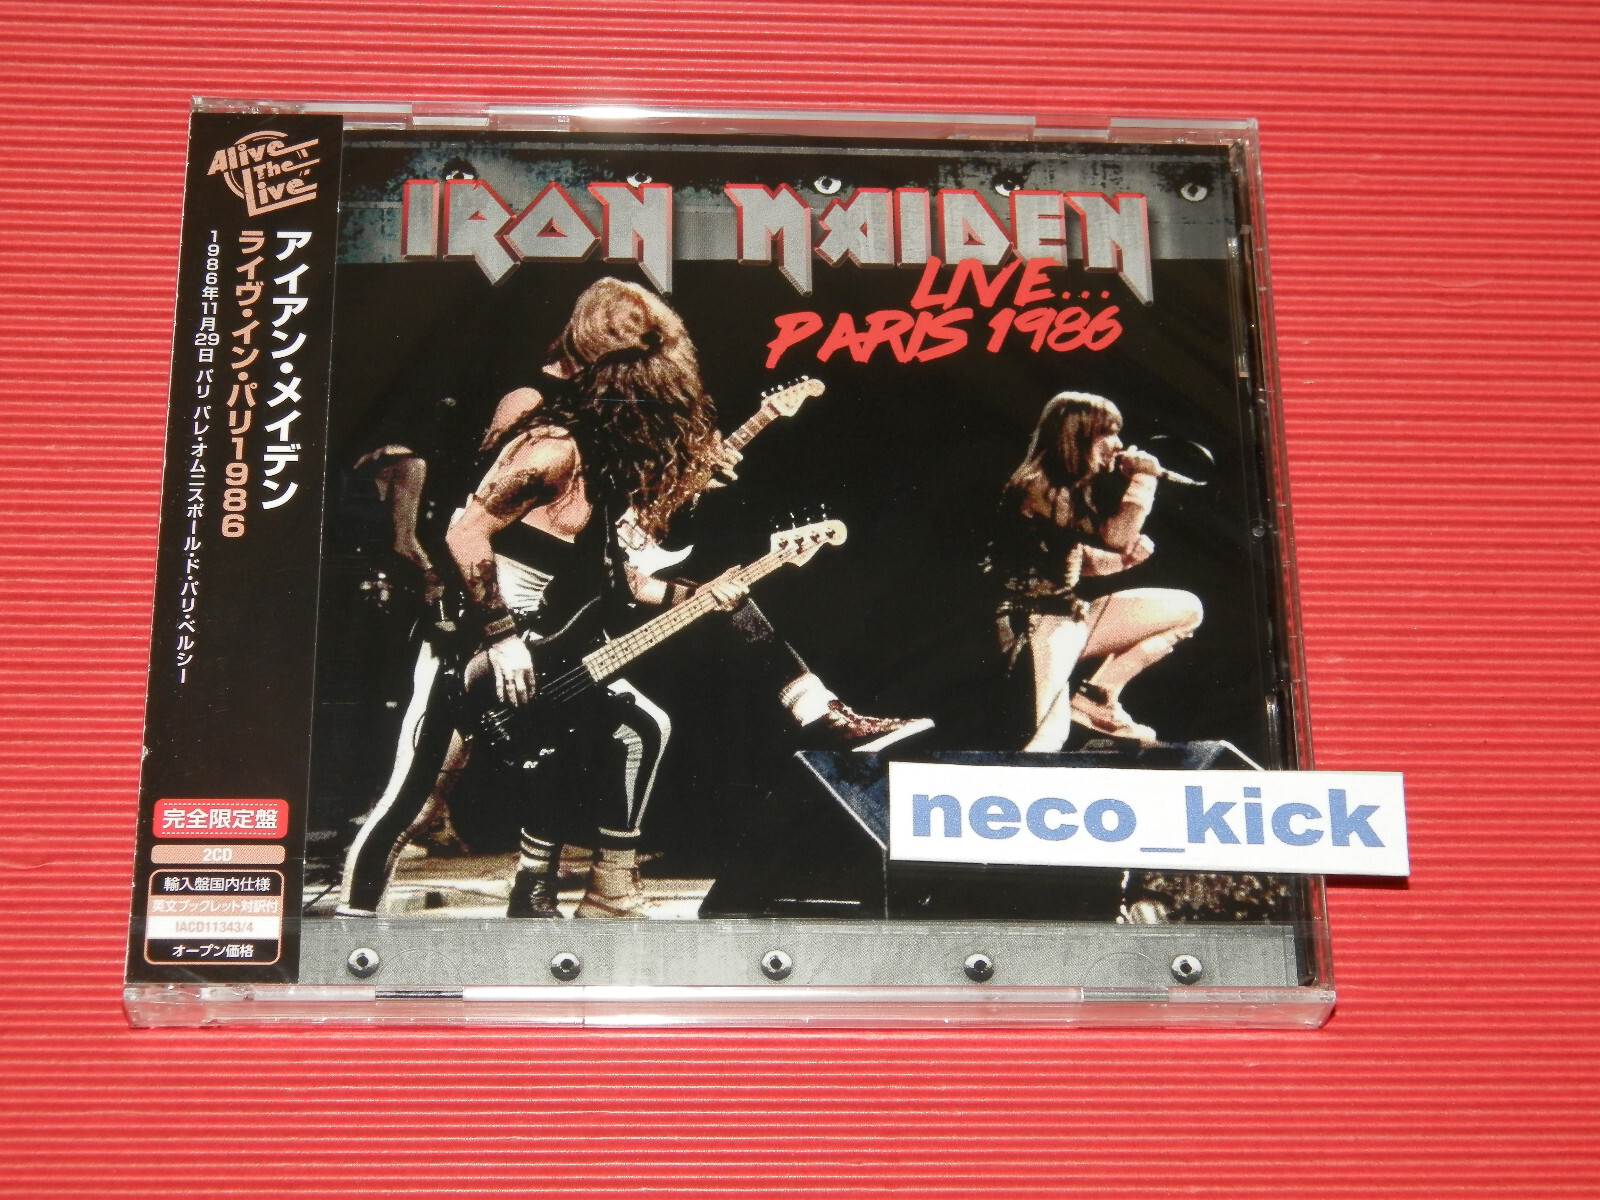 Alive
The
Live
アイアン・メイデン
ライヴ・イン・パリ1986
1986年11月29日 パリ パレ・オムニスポール・ド・パリ・ベルシー
完全限定盤
2CD
輸入盤国内仕様
英文ブックレット対訳付
IACD11343/4
オープン価格
IRON MAIDEN
LIVE...
PARIS 1986
neco_kick